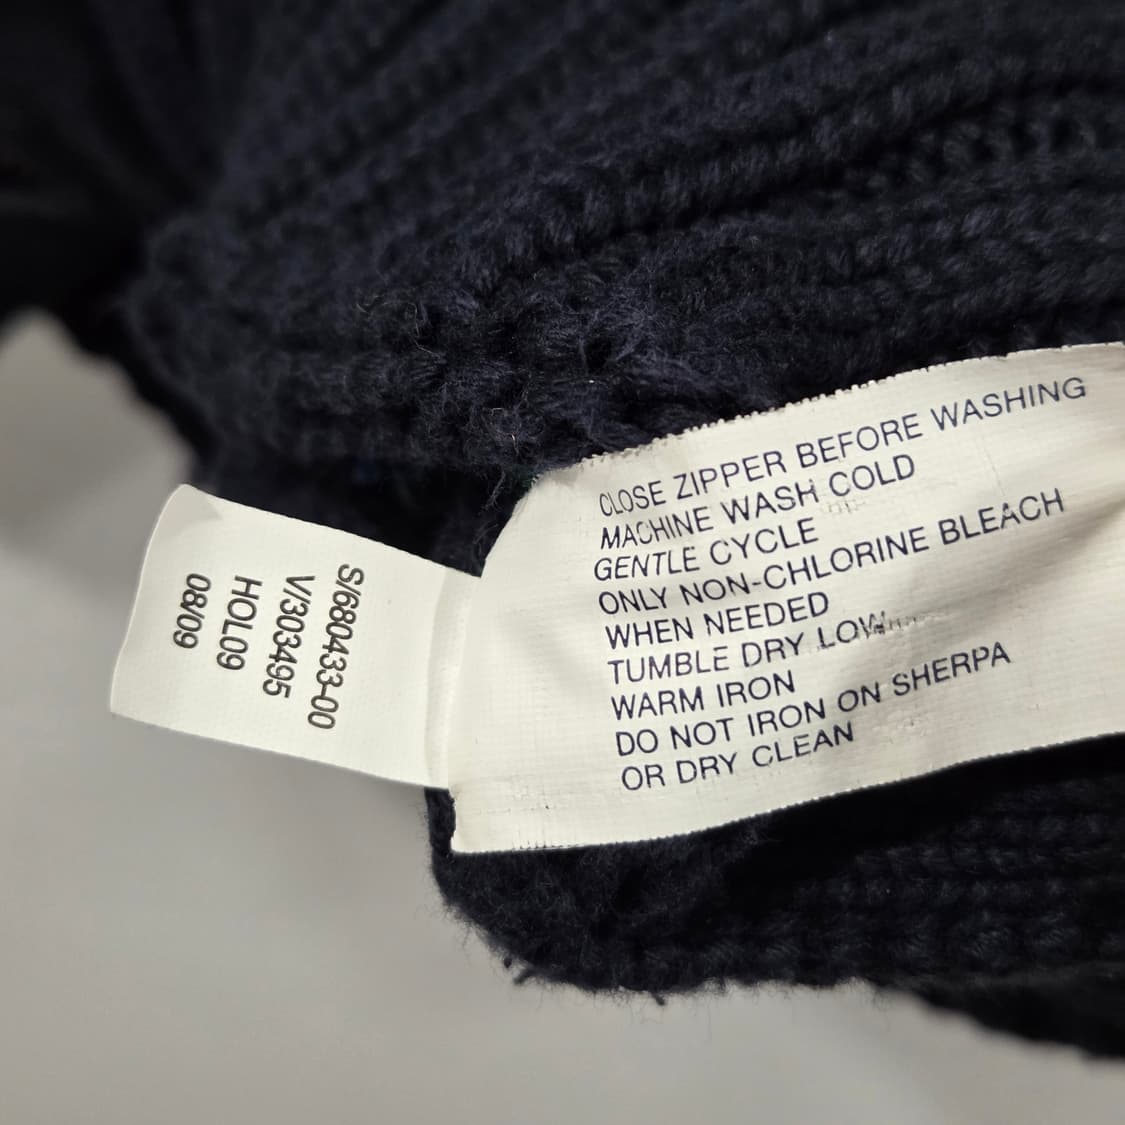 CLOSE ZIPPER BEFORE WASHING
MACHINE WASH COLD
GENTLE CYCLE
ONLY NON-CHLORINE BLEACH
WHEN NEEDED
TUMBLE DRY LOW
WARM IRON
DO NOT IRON ON SHERPA
OR DRY CLEAN
S/680433-00
V/303495
HOL09
08/09